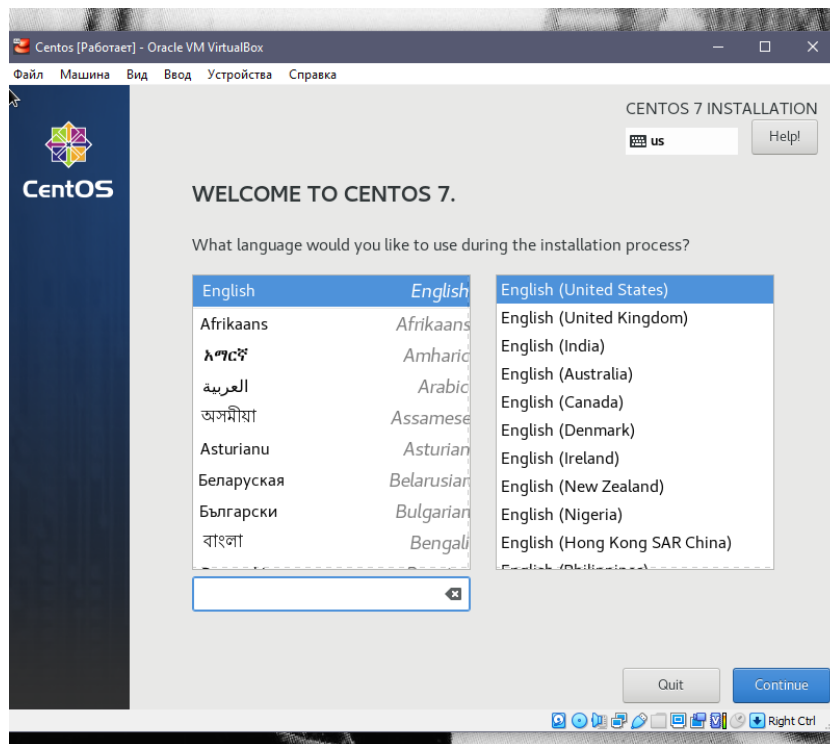 Centos [Работает] - Oracle VM VirtualBox
Файл Машина Вид Ввод Устройства Справка
CENTOS 7 INSTALLATION
us Help!
CentOS
WELCOME TO CENTOS 7.
What language would you like to use during the installation process?
English English English (United States)
Afrikaans Afrikaans English (United Kingdom)
አማርኛ Amharic English (India)
العربية Arabic English (Australia)
অসমীয়া Assamese English (Canada)
Asturianu Asturian English (Denmark)
Беларуская Belarusian English (Ireland)
Български Bulgarian English (New Zealand)
বাংলা Bengali English (Nigeria)
English (Hong Kong SAR China)
English (Philippines)
Quit Continue
Right Ctrl